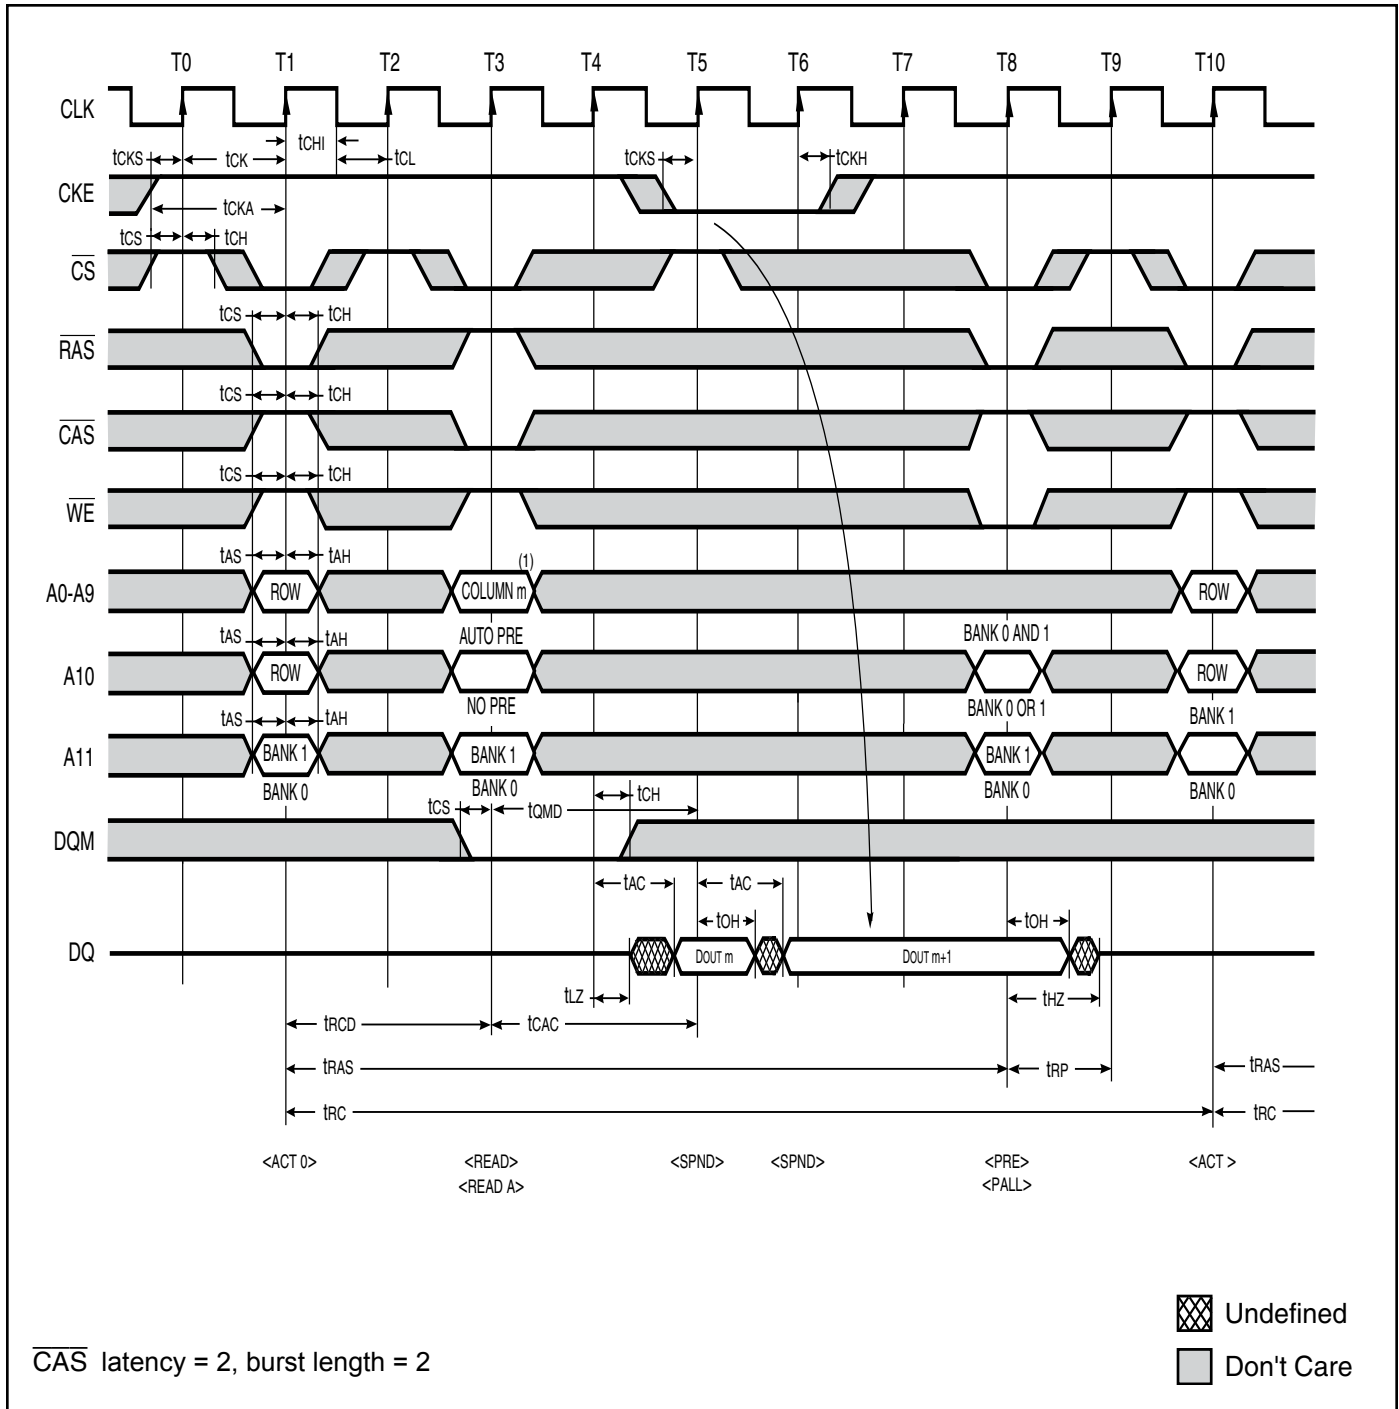 T0 T1 T2 T3 T4 T5 T6 T7 T8 T9 T10
CLK
tCHI
tCKS tCK tCL tCKS tCKH
CKE
tCKA
tCS tCH
CS
tCS tCH
RAS
tCS tCH
CAS
tCS tCH
WE
tAS tAH (1)
A0-A9 ROW COLUMN m ROW
tAS tAH AUTO PRE BANK 0 AND 1
A10 ROW ROW
NO PRE BANK 0 OR 1
tAS tAH BANK 1
A11 BANK 1 BANK 1 BANK 1
BANK 0 BANK 0 BANK 0 BANK 0
tCS tQMD tCH
DQM
tAC tAC
tOH tOH
DQ DOUT m DOUT m+1
tLZ tHZ
tRCD tCAC
tRAS tRP tRAS
tRC tRC
<ACT 0> <READ> <SPND> <SPND> <PRE> <ACT >
<READ A> <PALL>
Undefined
CAS latency = 2, burst length = 2
Don't Care